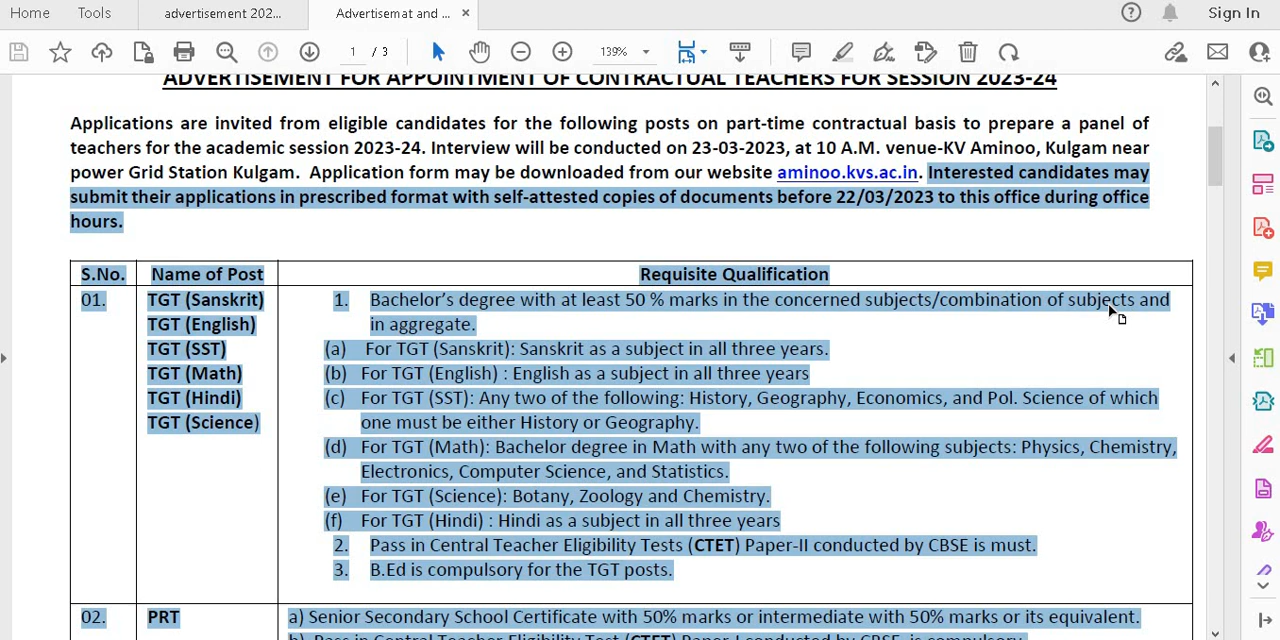 Home Tools advertisement 202... Advertisemat and ... × Sign In
1 / 3 139%
ADVERTISEMENT FOR APPOINTMENT OF CONTRACTUAL TEACHERS FOR SESSION 2023-24
Applications are invited from eligible candidates for the following posts on part-time contractual basis to prepare a panel of
teachers for the academic session 2023-24. Interview will be conducted on 23-03-2023, at 10 A.M. venue-KV Aminoo, Kulgam near
power Grid Station Kulgam. Application form may be downloaded from our website aminoo.kvs.ac.in. Interested candidates may
submit their applications in prescribed format with self-attested copies of documents before 22/03/2023 to this office during office
hours.
S.No. Name of Post Requisite Qualification
01. TGT (Sanskrit) 1. Bachelor's degree with at least 50 % marks in the concerned subjects/combination of subjects and
TGT (English) in aggregate.
TGT (SST) (a) For TGT (Sanskrit): Sanskrit as a subject in all three years.
TGT (Math) (b) For TGT (English) : English as a subject in all three years
TGT (Hindi) (c) For TGT (SST): Any two of the following: History, Geography, Economics, and Pol. Science of which
TGT (Science) one must be either History or Geography.
(d) For TGT (Math): Bachelor degree in Math with any two of the following subjects: Physics, Chemistry,
Electronics, Computer Science, and Statistics.
(e) For TGT (Science): Botany, Zoology and Chemistry.
(f) For TGT (Hindi) : Hindi as a subject in all three years
2. Pass in Central Teacher Eligibility Tests (CTET) Paper-II conducted by CBSE is must.
3. B.Ed is compulsory for the TGT posts.
02. PRT a) Senior Secondary School Certificate with 50% marks or intermediate with 50% marks or its equivalent.
b) Pass in Central Teacher Eligibility Test (CTET) Paper-I conducted by CBSE is compulsory